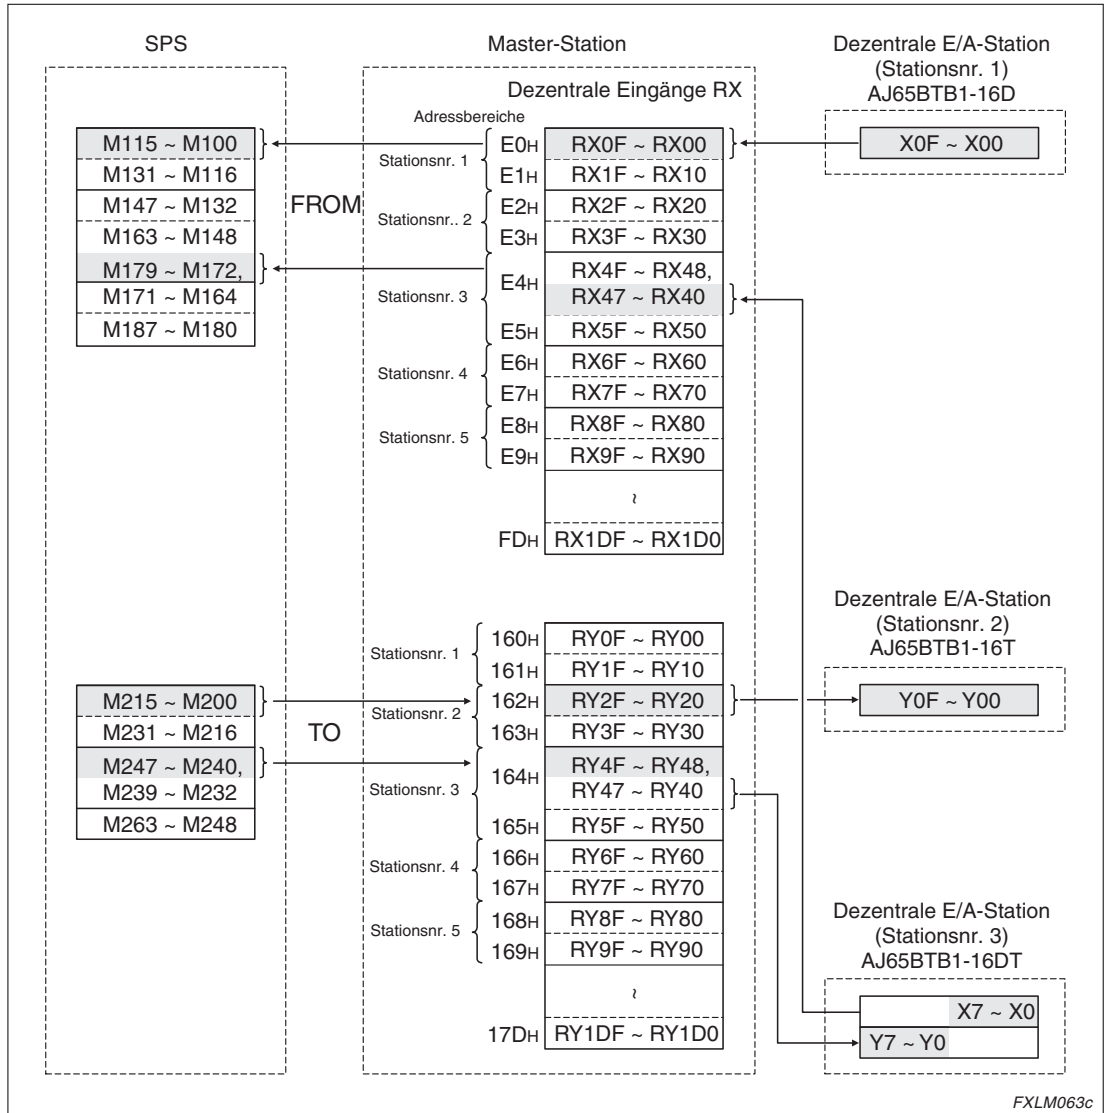 SPS
Master-Station
Dezentrale E/A-Station
(Stationsnr. 1)
AJ65BTB1-16D
Dezentrale Eingänge RX
Adressbereiche
M115 ~ M100
M131 ~ M116
M147 ~ M132
M163 ~ M148
M179 ~ M172,
M171 ~ M164
M187 ~ M180
FROM
Stationsnr. 1
Stationsnr.. 2
Stationsnr. 3
Stationsnr. 4
Stationsnr. 5
E0H RX0F ~ RX00
E1H RX1F ~ RX10
E2H RX2F ~ RX20
E3H RX3F ~ RX30
E4H RX4F ~ RX48,
RX47 ~ RX40
E5H RX5F ~ RX50
E6H RX6F ~ RX60
E7H RX7F ~ RX70
E8H RX8F ~ RX80
E9H RX9F ~ RX90
~
FDH RX1DF ~ RX1D0
X0F ~ X00
M215 ~ M200
M231 ~ M216
M247 ~ M240,
M239 ~ M232
M263 ~ M248
TO
Stationsnr. 1
Stationsnr. 2
Stationsnr. 3
Stationsnr. 4
Stationsnr. 5
160H RY0F ~ RY00
161H RY1F ~ RY10
162H RY2F ~ RY20
163H RY3F ~ RY30
164H RY4F ~ RY48,
RY47 ~ RY40
165H RY5F ~ RY50
166H RY6F ~ RY60
167H RY7F ~ RY70
168H RY8F ~ RY80
169H RY9F ~ RY90
~
17DH RY1DF ~ RY1D0
Dezentrale E/A-Station
(Stationsnr. 2)
AJ65BTB1-16T
Y0F ~ Y00
Dezentrale E/A-Station
(Stationsnr. 3)
AJ65BTB1-16DT
X7 ~ X0
Y7 ~ Y0
FXLM063c